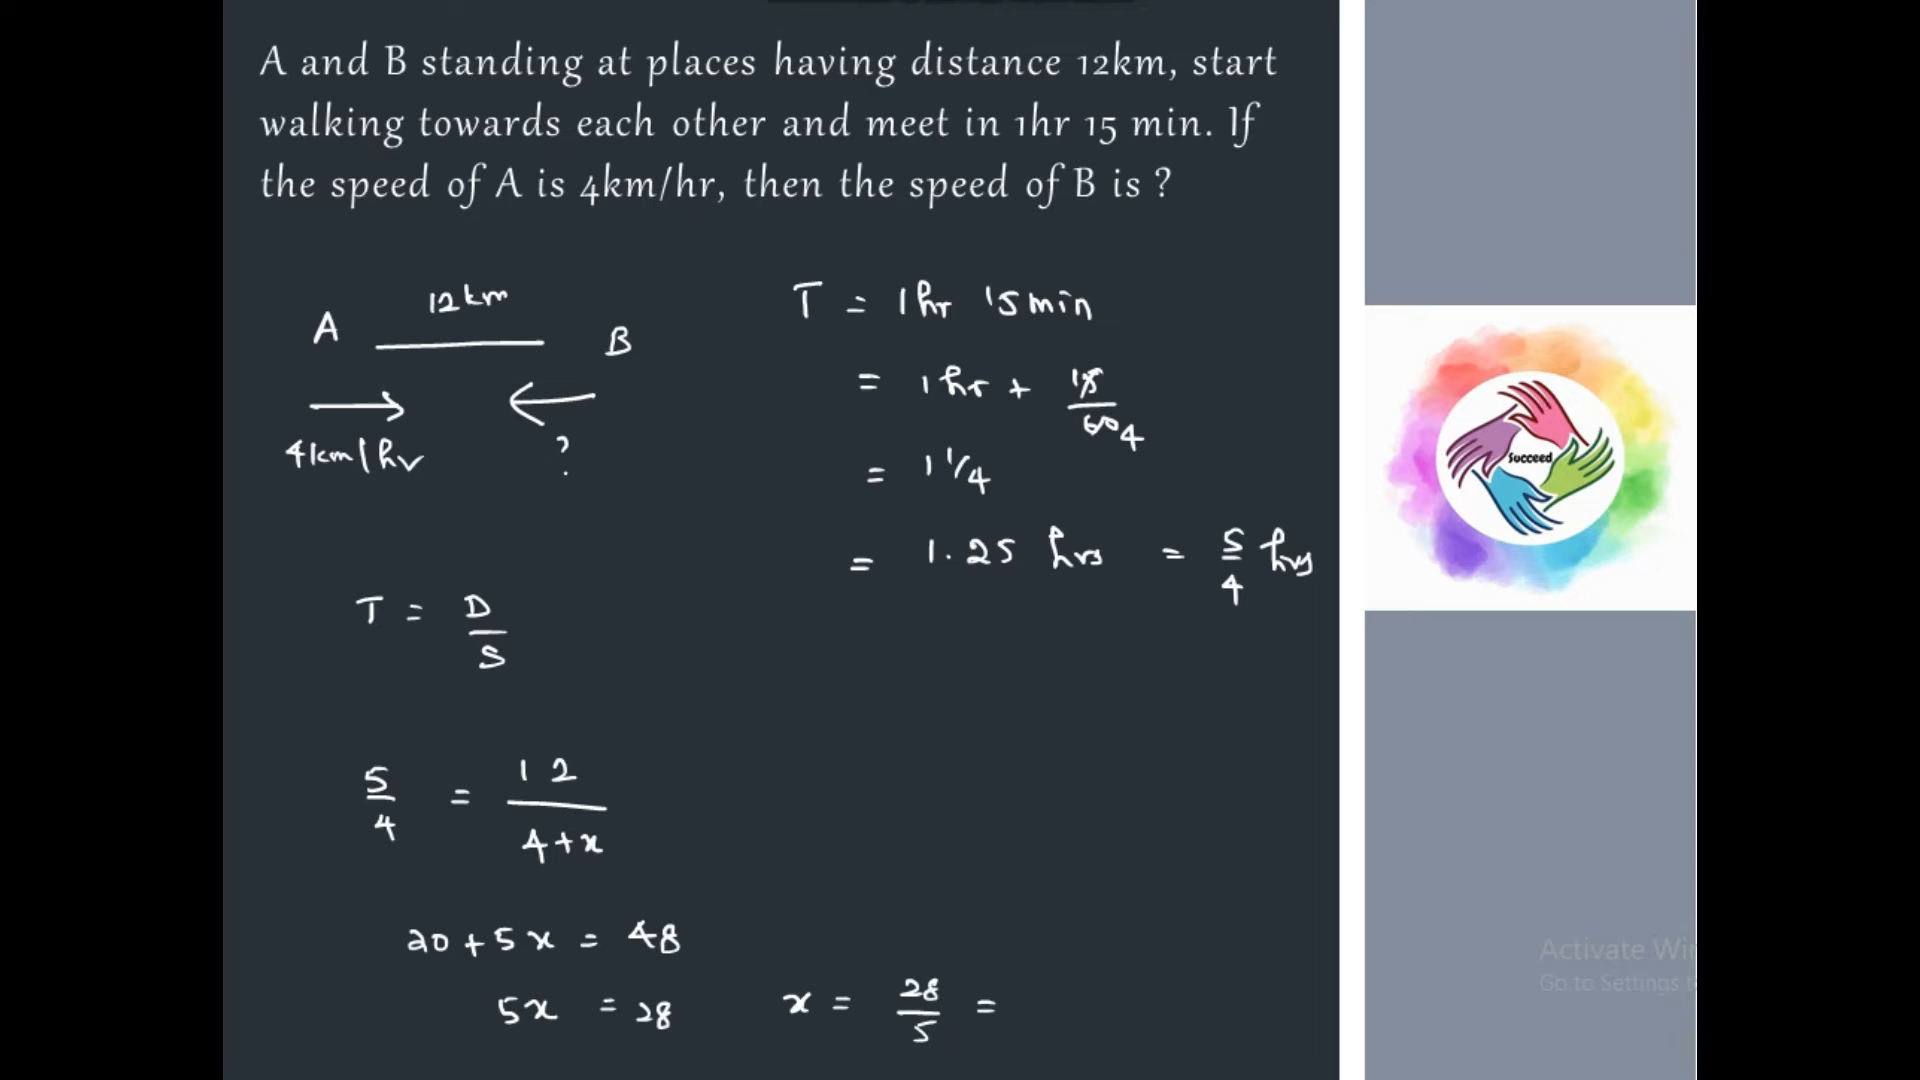 A and B standing at places having distance 12km, start
walking towards each other and meet in 1hr 15 min. If
the speed of A is 4km/hr, then the speed of B is ?
12km
A B
4km/hr ?
T = 1hr 15min
= 1hr + 15/60 4
= 1 1/4
= 1.25 hrs = 5/4 hrs
T = D/S
5/4 = 12/4+x
20+5x = 48
5x = 28 x = 28/5 =
Succeed
Activate Wi
Go to Settings t